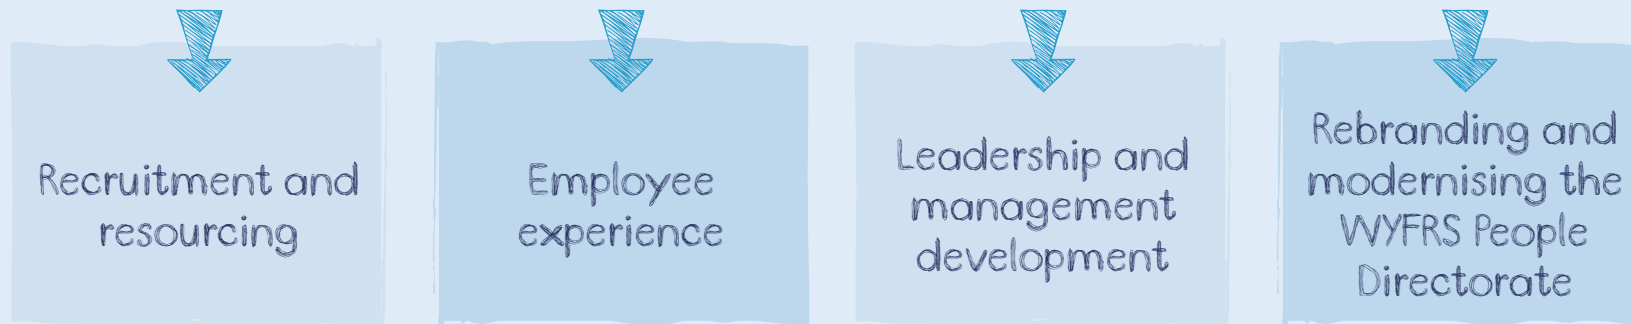 Recruitment and
resourcing
Employee
experience
Leadership and
management
development
Rebranding and
modernising the
WYFRS People
Directorate